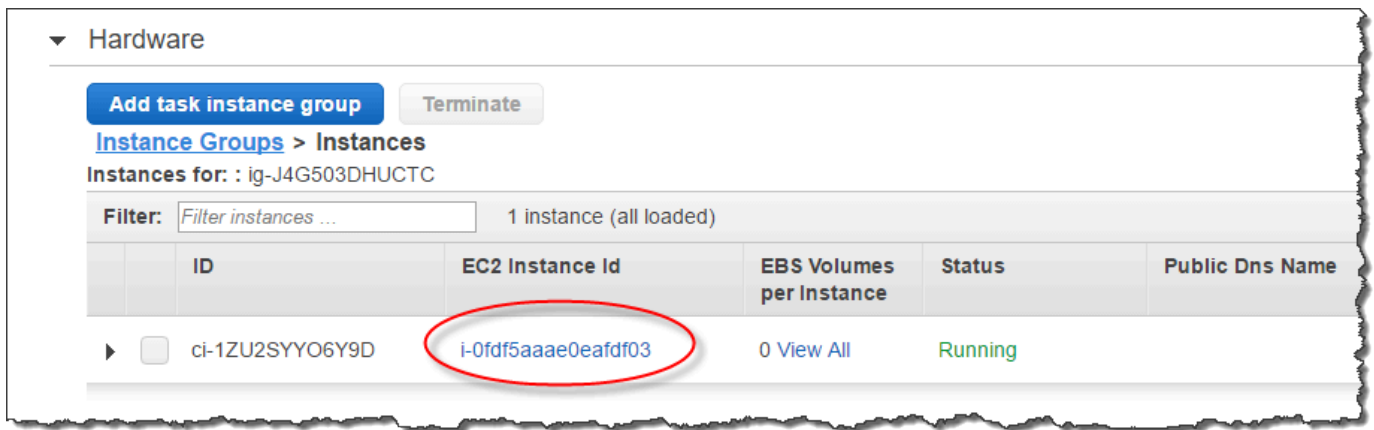 Hardware
Add task instance group Terminate
Instance Groups > Instances
Instances for: : ig-J4G503DHUCTC
Filter: Filter instances ... 1 instance (all loaded)
ID EC2 Instance Id EBS Volumes per Instance Status Public Dns Name
ci-1ZU2SYYO6Y9D i-0fdf5aaae0eafdf03 0 View All Running